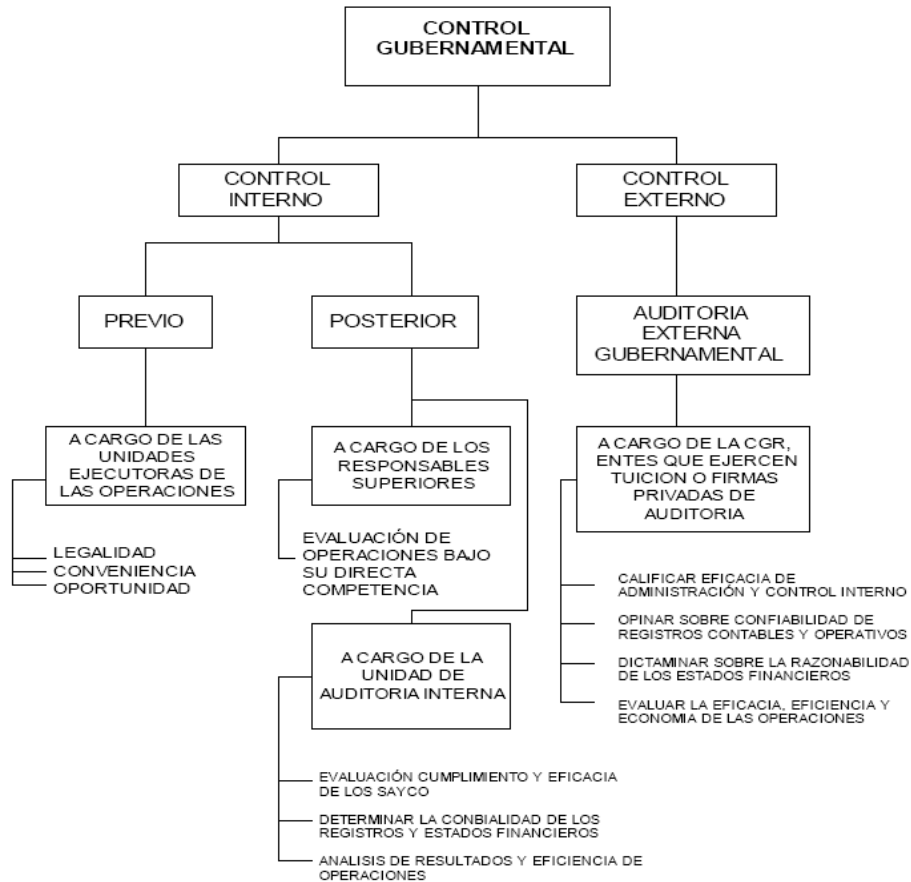 CONTROL
GUBERNAMENTAL
CONTROL
INTERNO
CONTROL
EXTERNO
PREVIO
POSTERIOR
AUDITORIA
EXTERNA
GUBERNAMENTAL
A CARGO DE LAS
UNIDADES
EJECUTORAS DE
LAS OPERACIONES
LEGALIDAD
CONVENIENCIA
OPORTUNIDAD
A CARGO DE LOS
RESPONSABLES
SUPERIORES
EVALUACIÓN DE
OPERACIONES BAJO
SU DIRECTA
COMPETENCIA
A CARGO DE LA
UNIDAD DE
AUDITORIA INTERNA
EVALUACIÓN CUMPLIMIENTO Y EFICACIA
DE LOS SAYCO
DETERMINAR LA CONBIALIDAD DE LOS
REGISTROS Y ESTADOS FINANCIEROS
ANALISIS DE RESULTADOS Y EFICIENCIA DE
OPERACIONES
A CARGO DE LA CGR,
ENTES QUE EJERCEN
TUICION O FIRMAS
PRIVADAS DE
AUDITORIA
CALIFICAR EFICACIA DE
ADMINISTRACIÓN Y CONTROL INTERNO
OPINAR SOBRE CONFIABILIDAD DE
REGISTROS CONTABLES Y OPERATIVOS
DICTAMINAR SOBRE LA RAZONABILIDAD
DE LOS ESTADOS FINANCIEROS
EVALUAR LA EFICACIA, EFICIENCIA Y
ECONOMIA DE LAS OPERACIONES